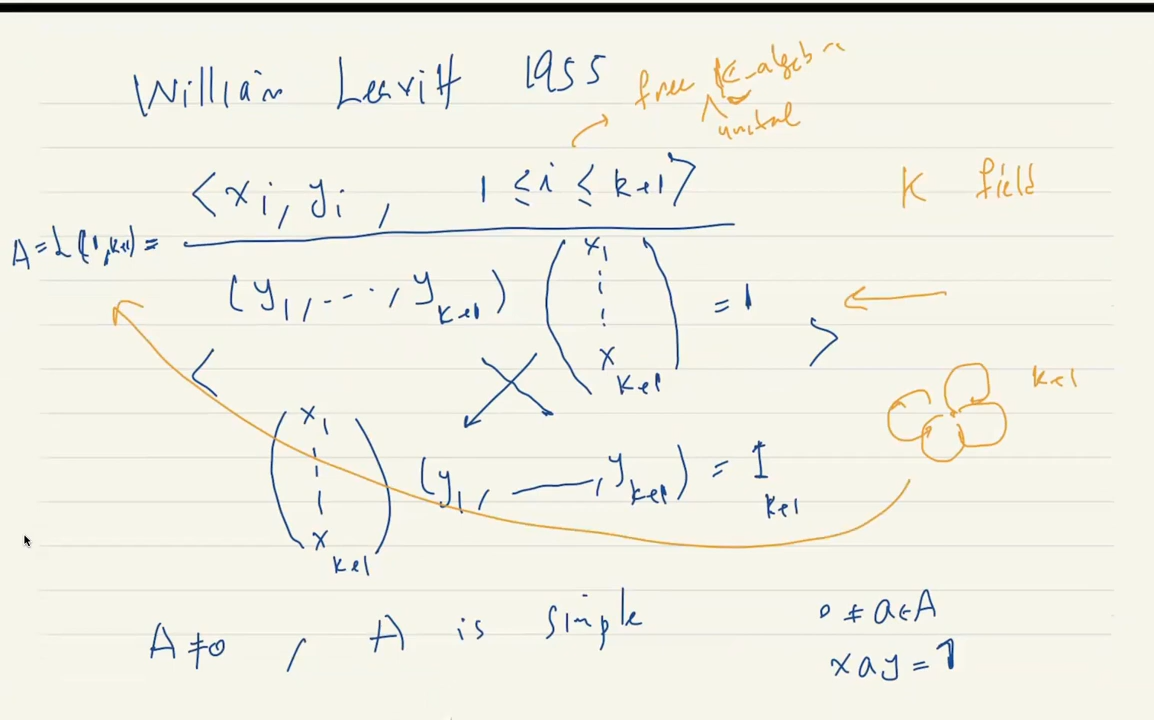 William Leavitt 1955
free K-algebra
unital
< x_i, y_i , 1 ≤ i ≤ k+1 >
K field
A = L(1,k+1) =
(y_1, ---, y_{k+1}) ( x_1 ⋮ x_{k+1} ) = 1
< >
k+1
( x_1 ⋮ x_{k+1} ) (y_1, —, y_{k+1}) = I_{k+1}
A ≠ 0 , A is simple
0 ≠ a ∈ A
x a y = 1